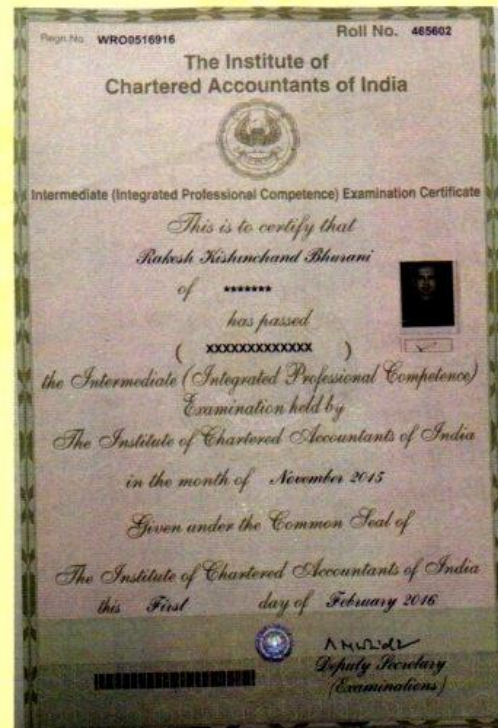 Regn.No. WRO0516916 Roll No. 465602
The Institute of
Chartered Accountants of India
Intermediate (Integrated Professional Competence) Examination Certificate
This is to certify that
Rakesh Kishinchand Bhurani
of *******
has passed
( XXXXXXXXXXXXX )
the Intermediate (Integrated Professional Competence)
Examination held by
The Institute of Chartered Accountants of India
in the month of November 2015
Given under the Common Seal of
The Institute of Chartered Accountants of India
this First day of February 2016
Deputy Secretary
(Examinations)